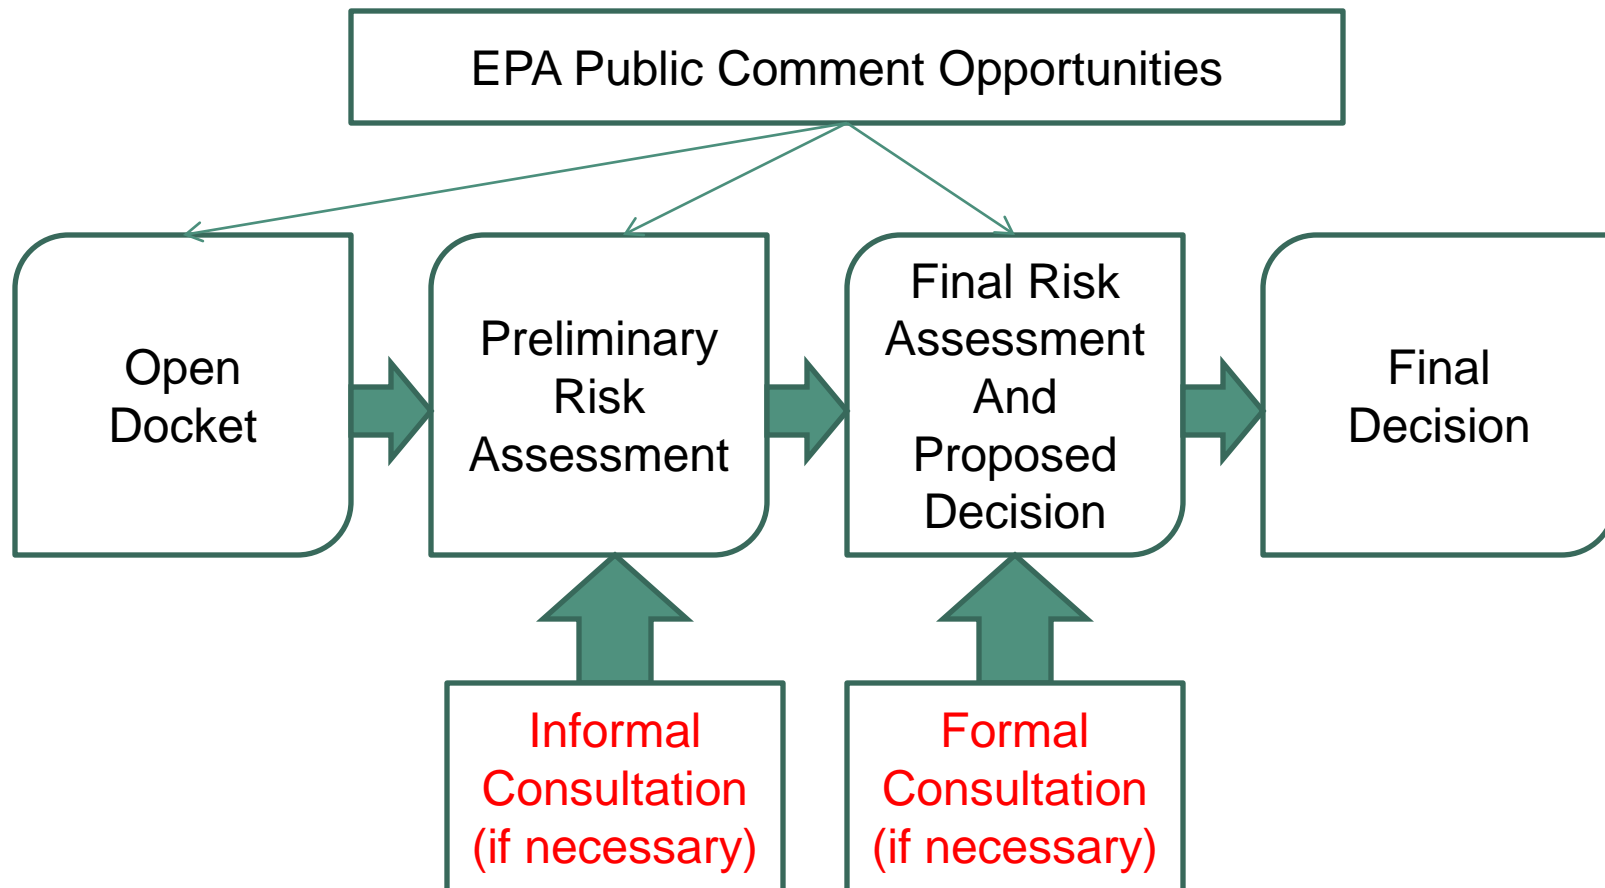 EPA Public Comment Opportunities
Open
Docket
Preliminary
Risk
Assessment
Final Risk
Assessment
And
Proposed
Decision
Final
Decision
Informal
Consultation
(if necessary)
Formal
Consultation
(if necessary)